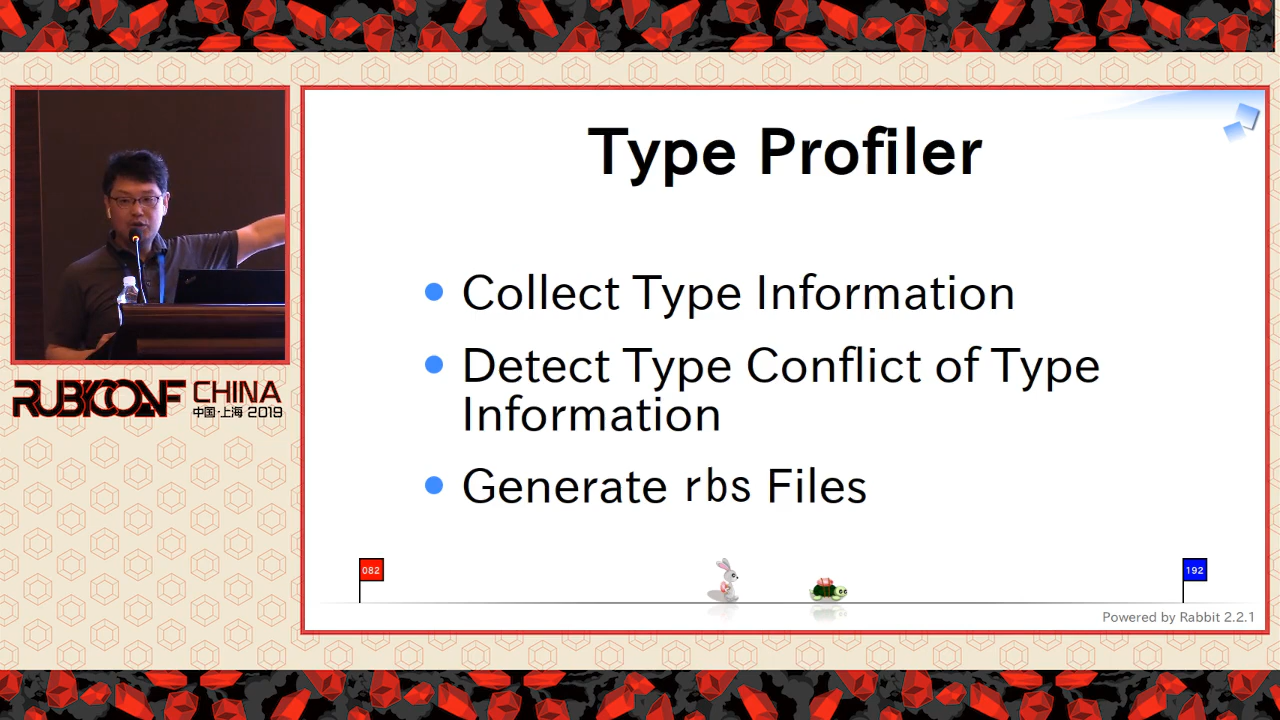 Type Profiler
Collect Type Information
Detect Type Conflict of Type
Information
Generate rbs Files
RUBYCONF CHINA
中国·上海 2019
082
192
Powered by Rabbit 2.2.1